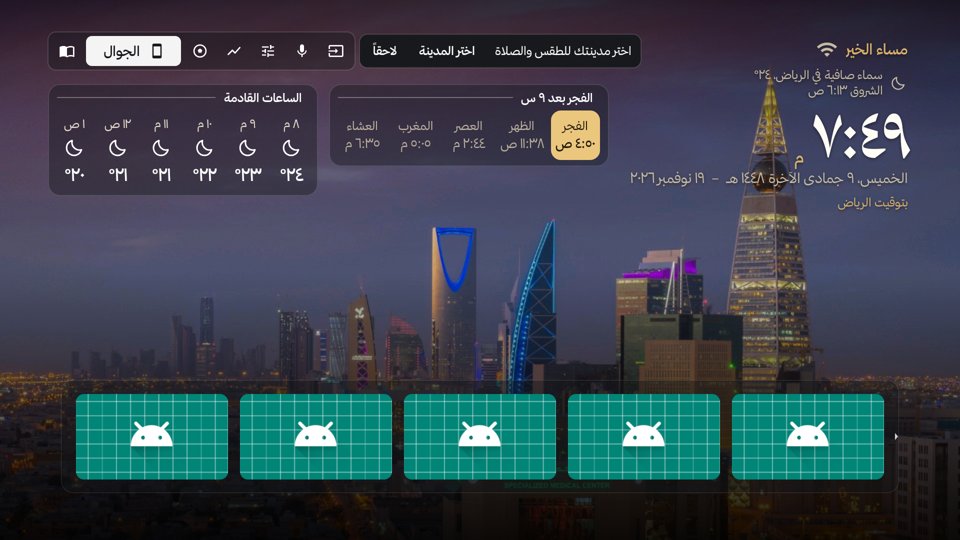 مساء الخير
سماء صافية في الرياض، ٢٤°
الشروق ٦:١٣ ص
٧:٤٩ م
الخميس، ٩ جمادى الآخرة ١٤٤٨ هـ – ١٩ نوفمبر ٢٠٢٦
بتوقيت الرياض
اختر مدينتك للطقس والصلاة اختر المدينة لاحقاً
الجوال
الفجر بعد ٩ س
الفجر الظهر العصر المغرب العشاء
٤:٥٠ ص ١١:٣٨ ص ٢:٤٤ م ٥:٠٥ م ٦:٣٥ م
الساعات القادمة
٨ م ٩ م ١٠ م ١١ م ١٢ ص ١ ص
٢٤° ٢٣° ٢٢° ٢١° ٢١° ٢٠°
SPECIALIZED MEDICAL CENTER